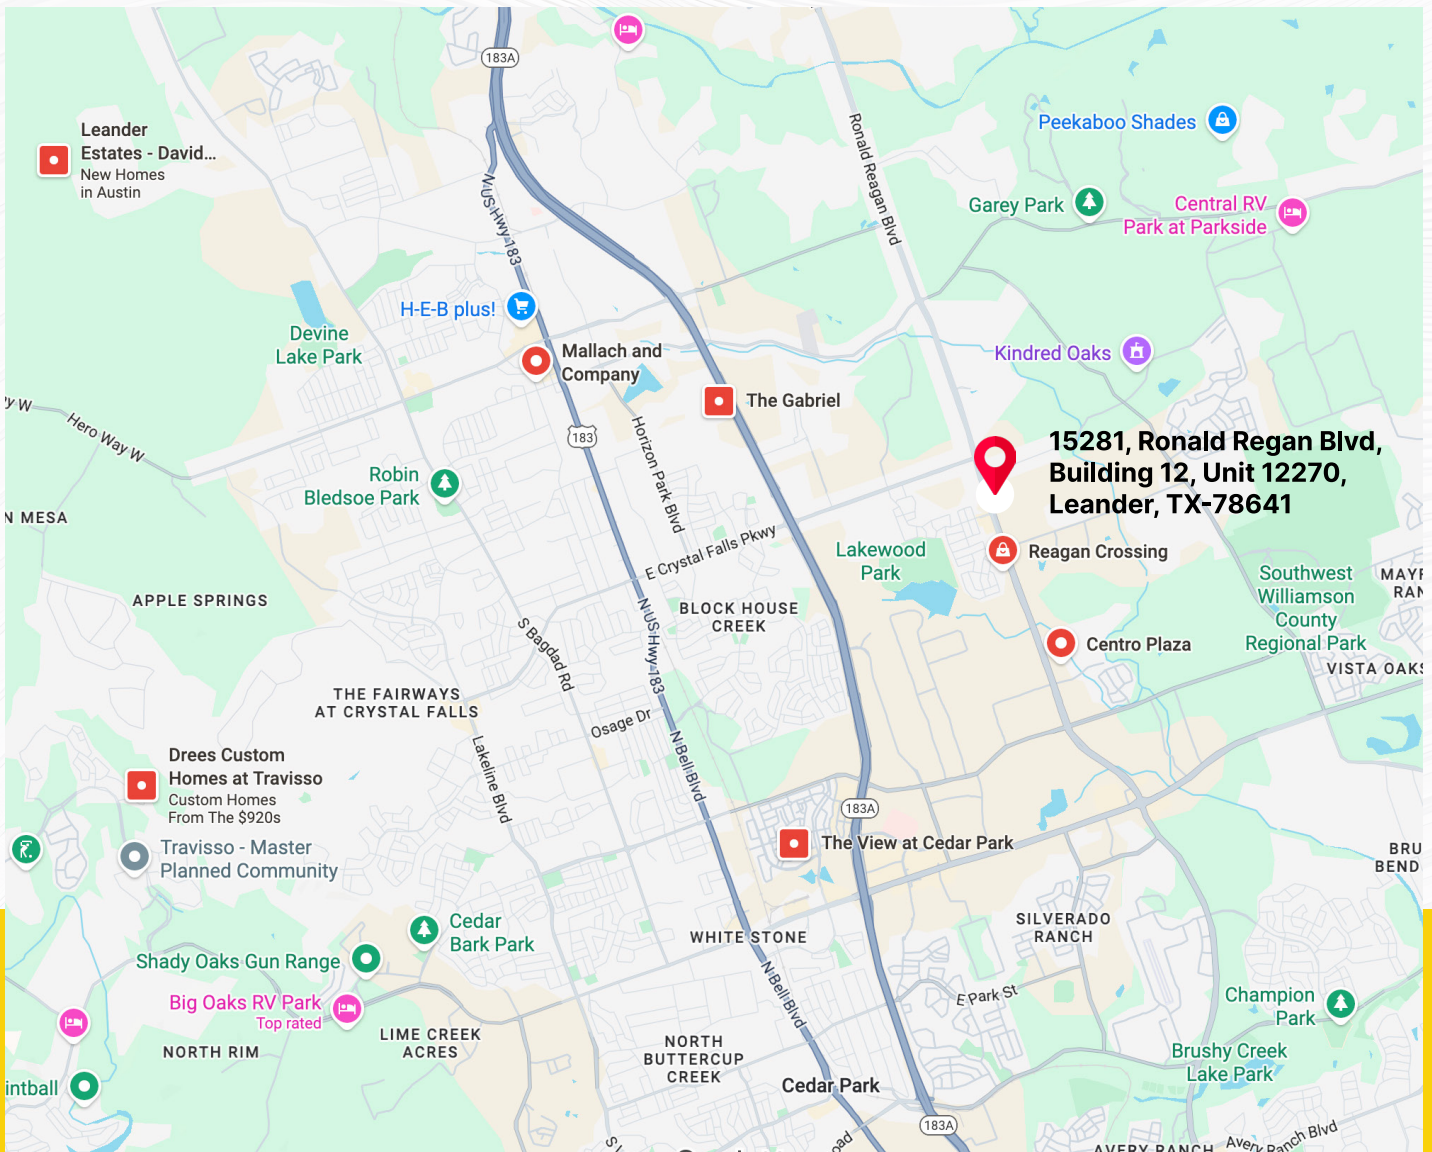 183A
Leander
Estates - David...
New Homes
in Austin
N US Hwy 183
Ronald Reagan Blvd
Peekaboo Shades
Garey Park
Central RV
Park at Parkside
H-E-B plus!
Devine
Lake Park
Mallach and
Company
Kindred Oaks
The Gabriel
Hero Way W
183
Horizon Park Blvd
15281, Ronald Regan Blvd,
Building 12, Unit 12270,
Leander, TX-78641
Robin
Bledsoe Park
N MESA
E Crystal Falls Pkwy
Lakewood
Park
Reagan Crossing
Southwest
Williamson
County
Regional Park
MAYF
RAN
APPLE SPRINGS
BLOCK HOUSE
CREEK
N US Hwy 183
S Bagdad Rd
Centro Plaza
VISTA OAKS
THE FAIRWAYS
AT CRYSTAL FALLS
Osage Dr
N Bell Blvd
Lakeline Blvd
Drees Custom
Homes at Travisso
Custom Homes
From The $920s
183A
Travisso - Master
Planned Community
The View at Cedar Park
BRU
BEND
Cedar
Bark Park
WHITE STONE
SILVERADO
RANCH
Shady Oaks Gun Range
N Bell Blvd
E Park St
Big Oaks RV Park
Top rated
Champion
Park
LIME CREEK
ACRES
NORTH RIM
NORTH
BUTTERCUP
CREEK
Brushy Creek
Lake Park
Cedar Park
intball
183A
Avery Ranch Blvd
AVERY RANCH